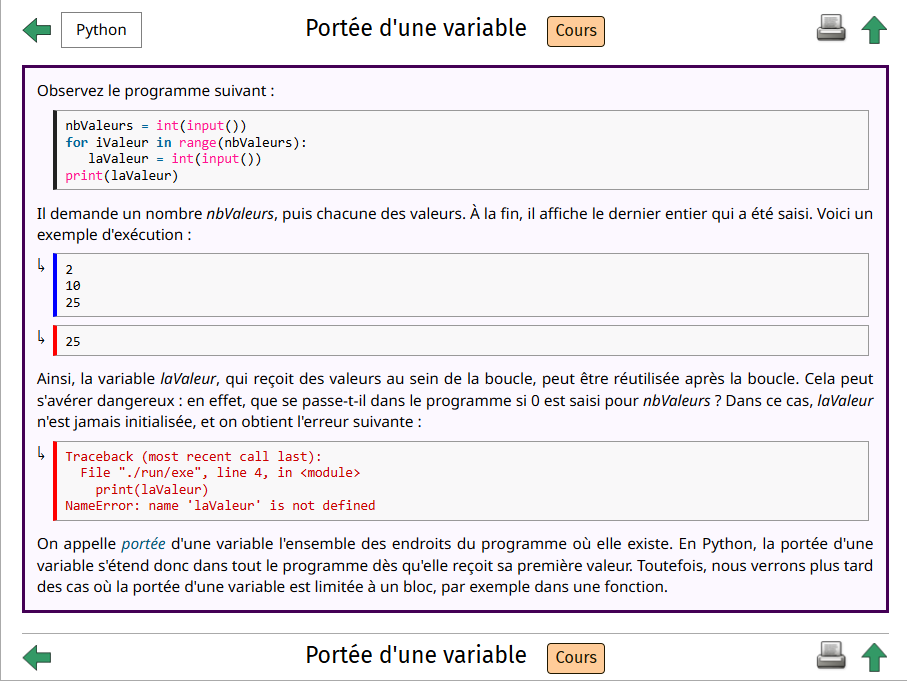 Python
Portée d'une variable
Cours
Observez le programme suivant :
nbValeurs = int(input())
for iValeur in range(nbValeurs):
   laValeur = int(input())
print(laValeur)
Il demande un nombre nbValeurs, puis chacune des valeurs. À la fin, il affiche le dernier entier qui a été saisi. Voici un
exemple d'exécution :
↳
2
10
25
↳
25
Ainsi, la variable laValeur, qui reçoit des valeurs au sein de la boucle, peut être réutilisée après la boucle. Cela peut
s'avérer dangereux : en effet, que se passe-t-il dans le programme si 0 est saisi pour nbValeurs ? Dans ce cas, laValeur
n'est jamais initialisée, et on obtient l'erreur suivante :
↳
Traceback (most recent call last):
  File "./run/exe", line 4, in <module>
    print(laValeur)
NameError: name 'laValeur' is not defined
On appelle portée d'une variable l'ensemble des endroits du programme où elle existe. En Python, la portée d'une
variable s'étend donc dans tout le programme dès qu'elle reçoit sa première valeur. Toutefois, nous verrons plus tard
des cas où la portée d'une variable est limitée à un bloc, par exemple dans une fonction.
Portée d'une variable
Cours